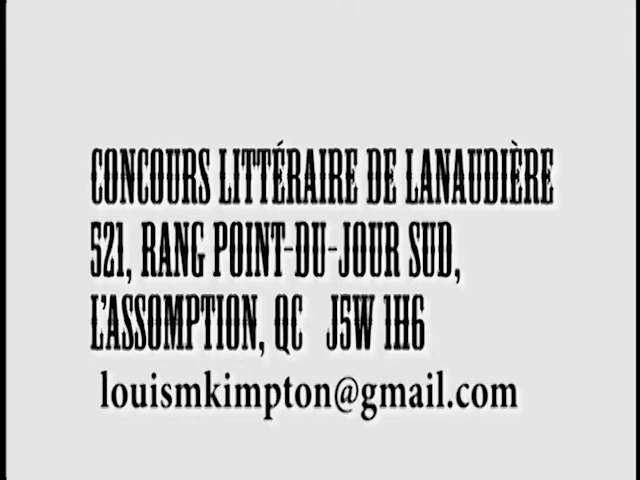 CONCOURS LITTÉRAIRE DE LANAUDIÈRE
521, RANG POINT-DU-JOUR SUD,
L'ASSOMPTION, QC J5W 1H6
louismkimpton@gmail.com